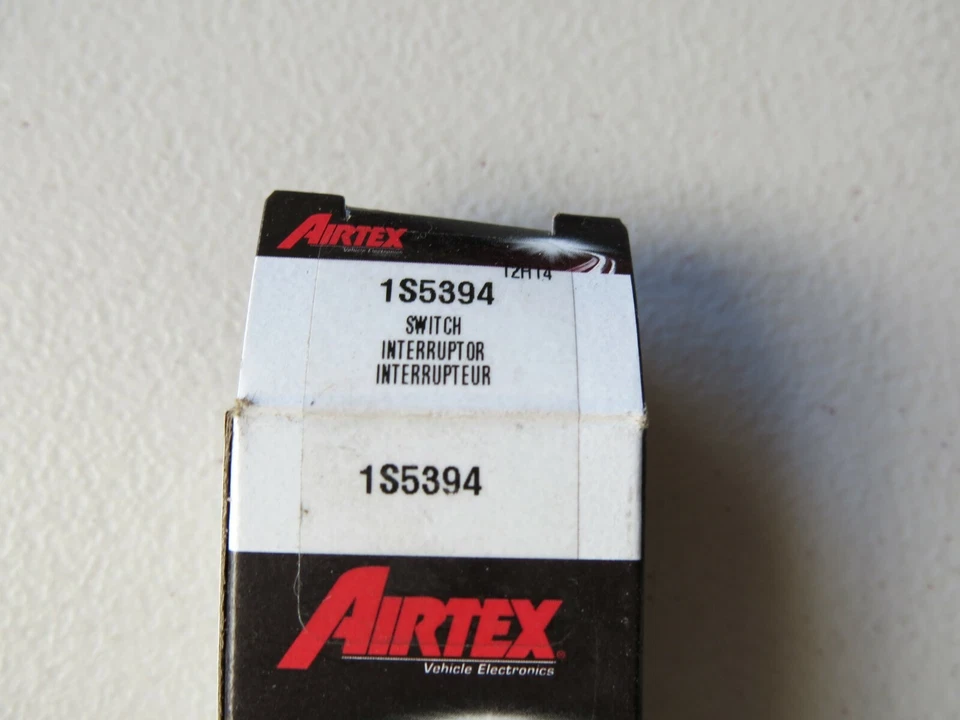 AIRTEX
Vehicle Electronics
12H14
1S5394
SWITCH
INTERRUPTOR
INTERRUPTEUR
1S5394
AIRTEX®
Vehicle Electronics